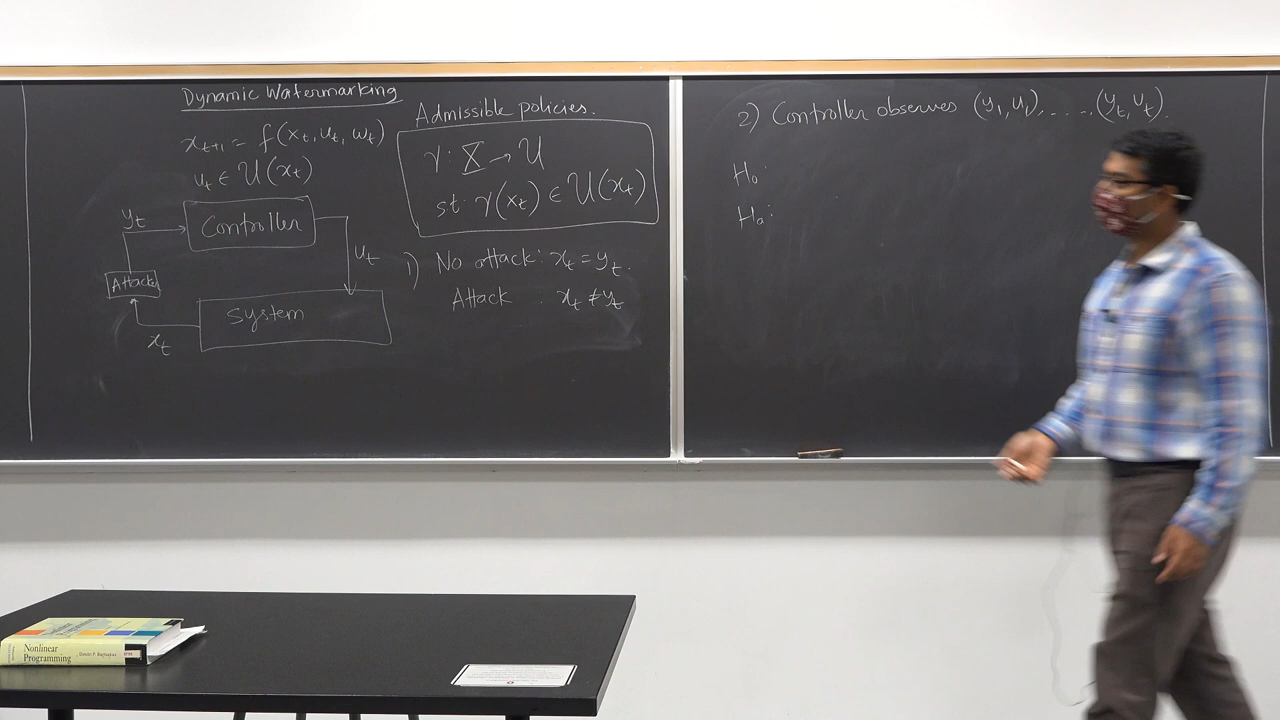 Dynamic Watermarking
x_{t+1} = f(x_t, u_t, w_t)
u_t ∈ U(x_t)
y_t
Controller
u_t
Attack
System
x_t
Admissible policies.
γ: X → U
st. γ(x_t) ∈ U(x_t)
1) No attack: x_t = y_t.
Attack : x_t ≠ y_t
2) Controller observes (y_1, u_1), ... , (y_t, u_t).
H_0:
H_a:
Nonlinear
Programming